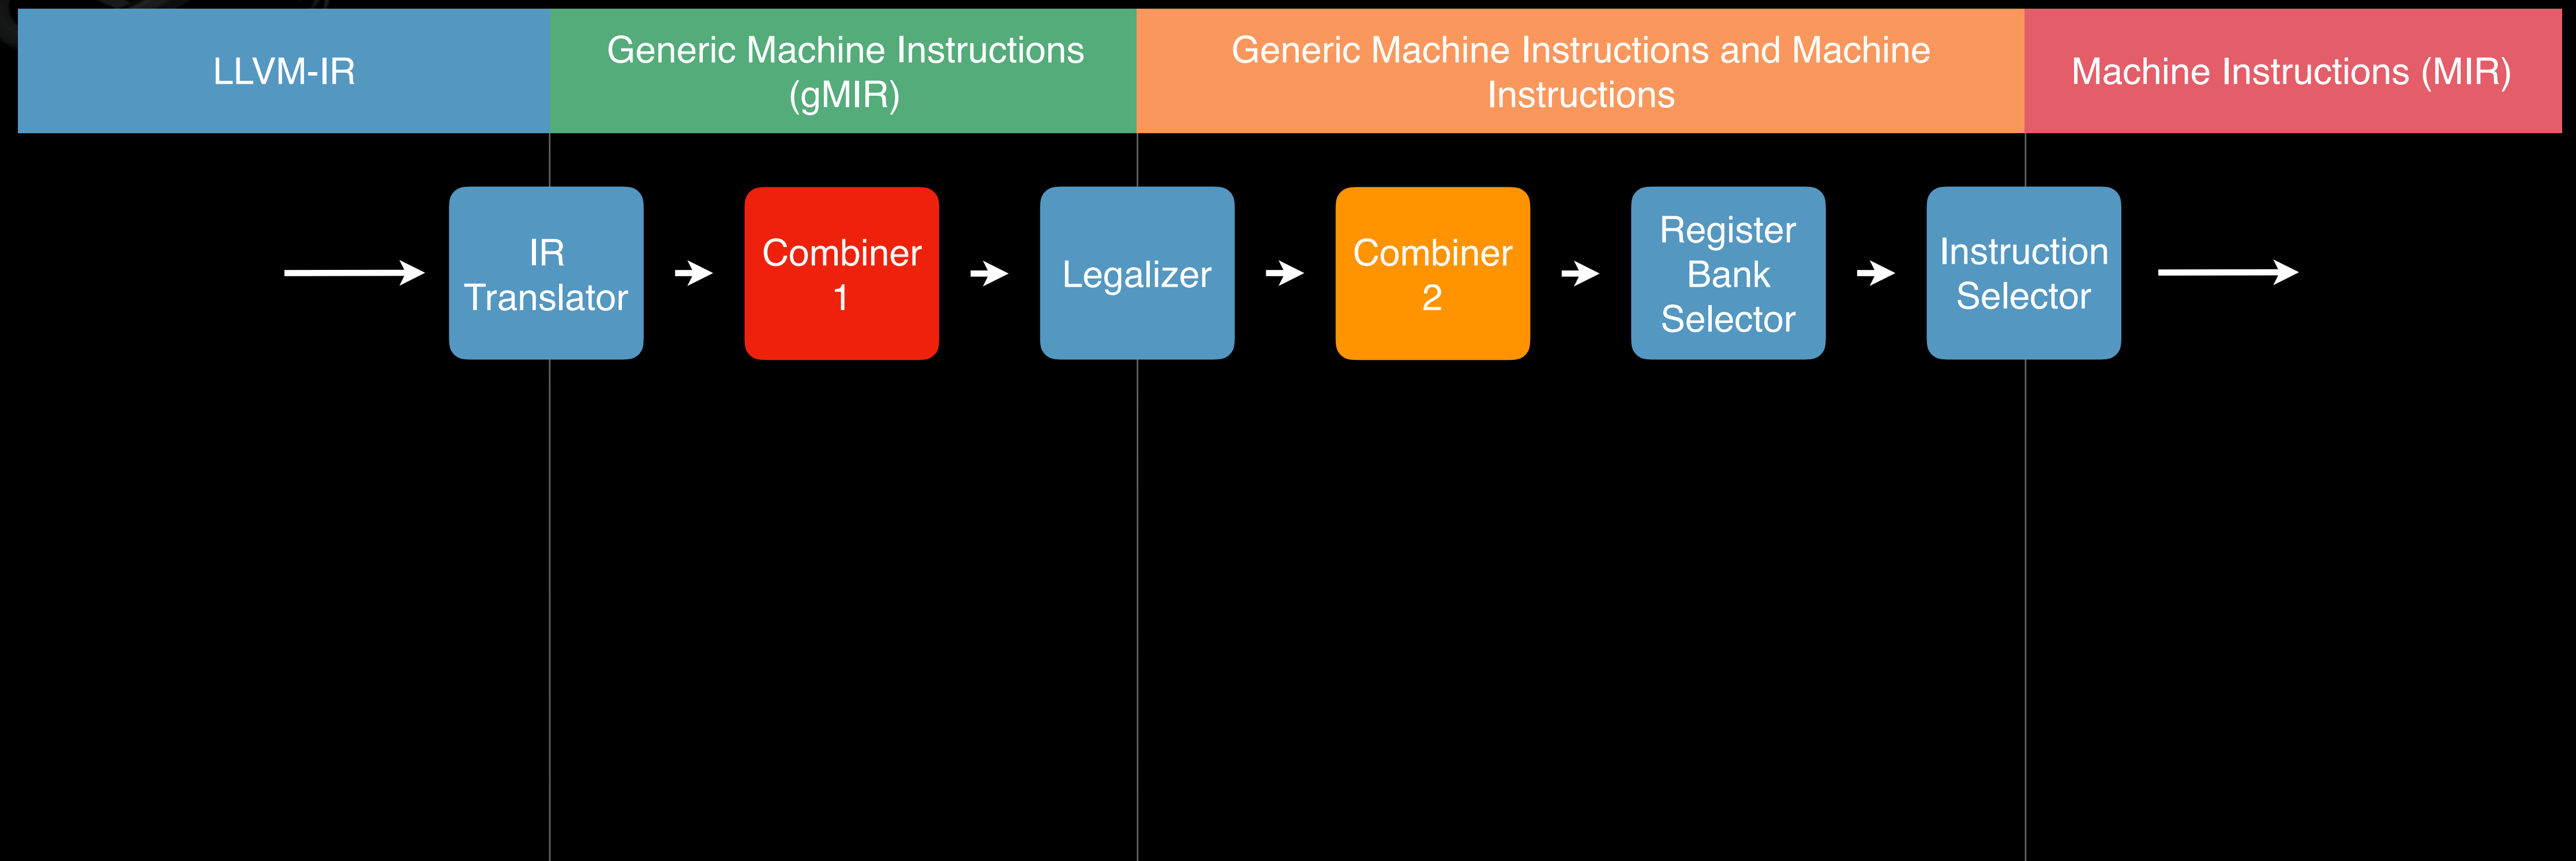 LLVM-IR
Generic Machine Instructions
(gMIR)
Generic Machine Instructions and Machine
Instructions
Machine Instructions (MIR)
IR
Translator
Combiner
1
Legalizer
Combiner
2
Register
Bank
Selector
Instruction
Selector